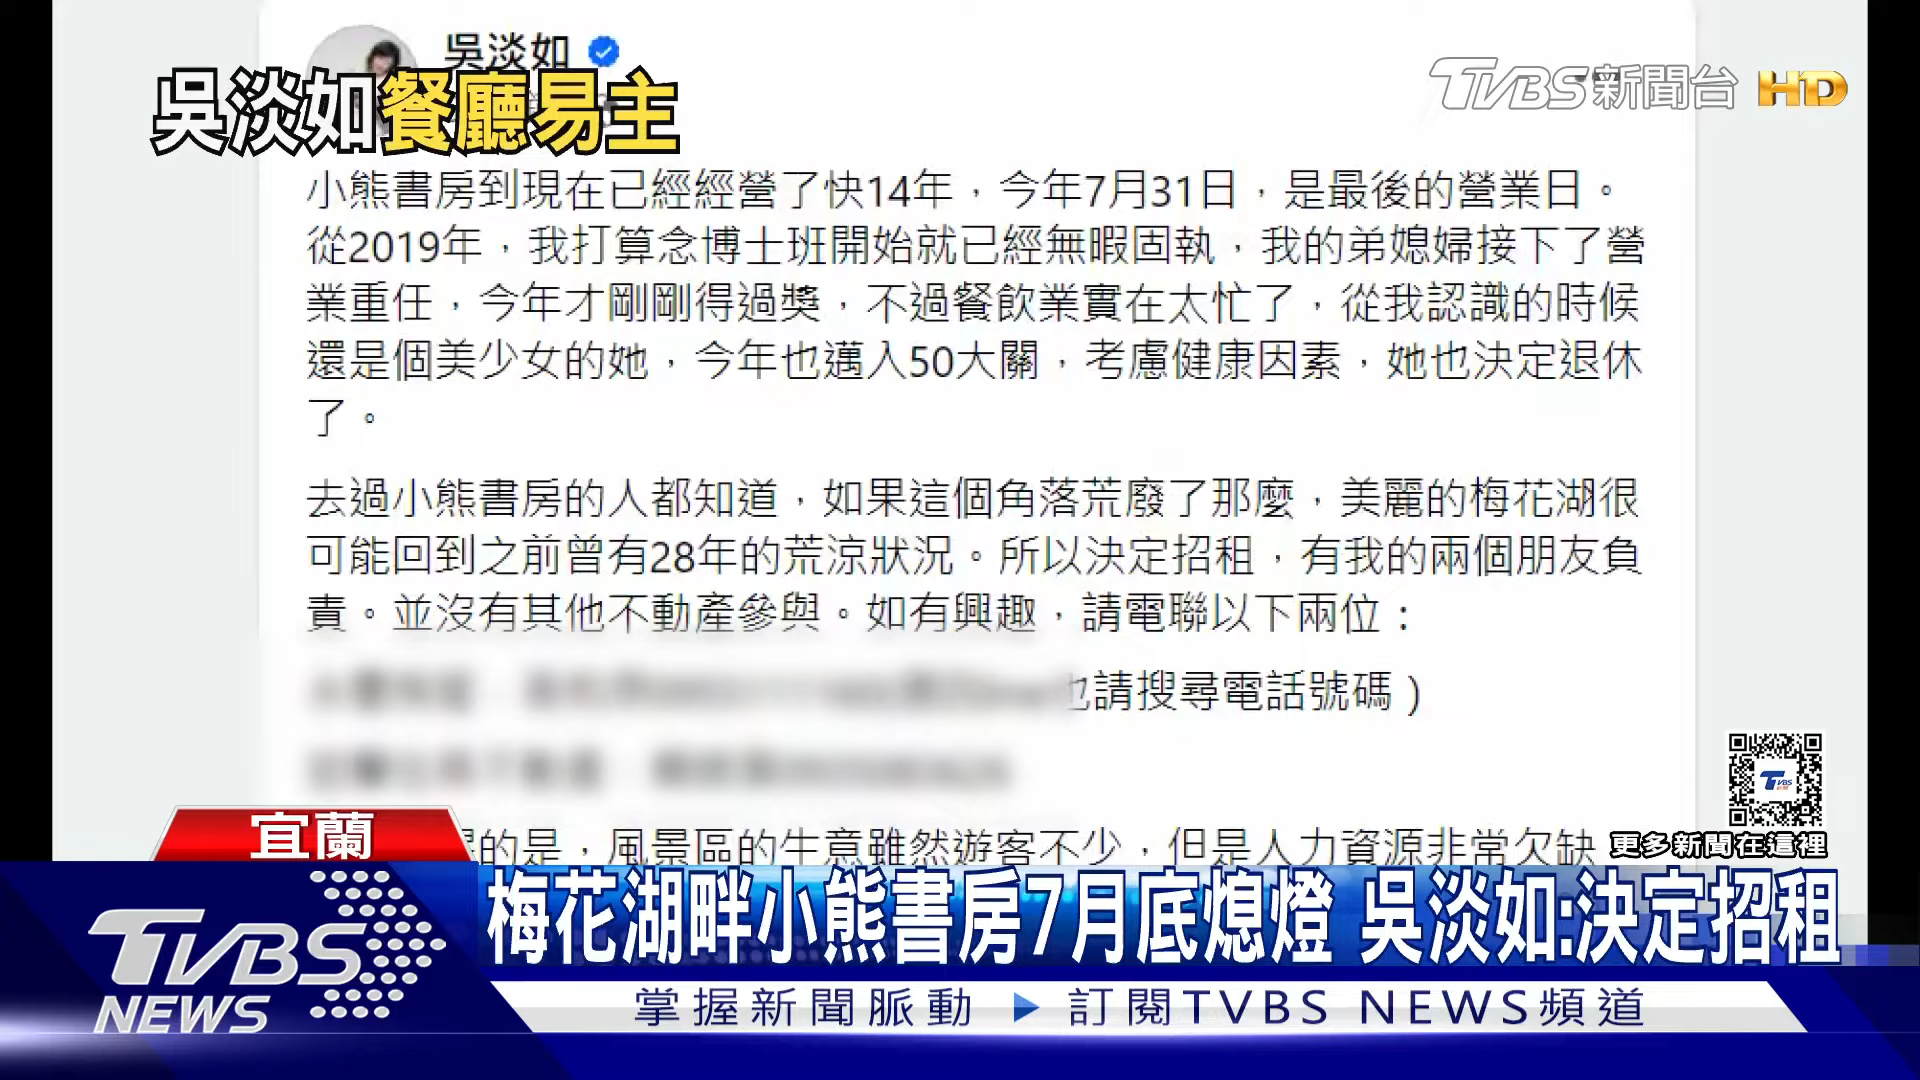 吳淡如
吳淡如餐廳易主
TVBS新聞台 HD
小熊書房到現在已經經營了快14年，今年7月31日，是最後的營業日。
從2019年，我打算念博士班開始就已經無暇固執，我的弟媳婦接下了營
業重任，今年才剛剛得過獎，不過餐飲業實在太忙了，從我認識的時候
還是個美少女的她，今年也邁入50大關，考慮健康因素，她也決定退休
了。
去過小熊書房的人都知道，如果這個角落荒廢了那麼，美麗的梅花湖很
可能回到之前曾有28年的荒涼狀況。所以決定招租，有我的兩個朋友負
責。並沒有其他不動產參與。如有興趣，請電聯以下兩位：
也請搜尋電話號碼）
的是，風景區的生意雖然遊客不少，但是人力資源非常欠缺
TVBS
更多新聞在這裡
宜蘭
梅花湖畔小熊書房7月底熄燈 吳淡如:決定招租
TVBS
NEWS
掌握新聞脈動 ▶ 訂閱TVBS NEWS頻道